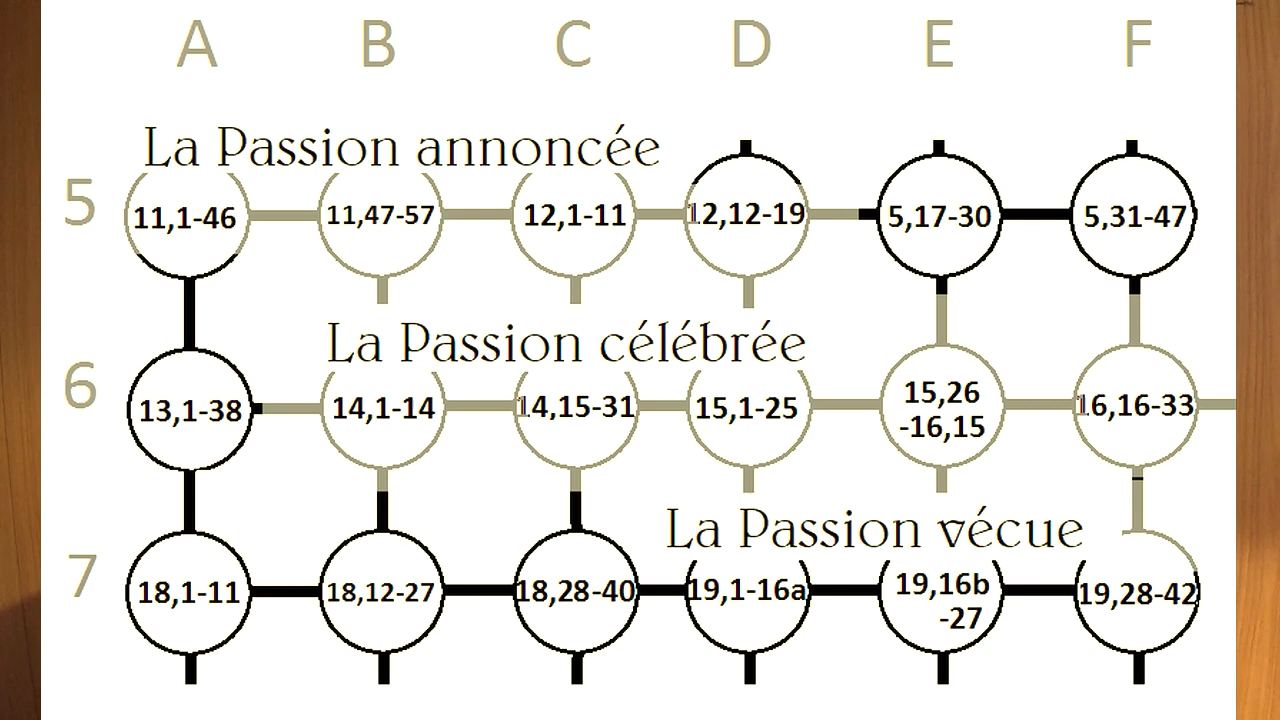 A B C D E F
La Passion annoncée
5 11,1-46 11,47-57 12,1-11 12,12-19 5,17-30 5,31-47
La Passion célébrée
6 13,1-38 14,1-14 14,15-31 15,1-25 15,26 16,16-33
-16,15
La Passion vécue
7 18,1-11 18,12-27 18,28-40 19,1-16a 19,16b 19,28-42
-27